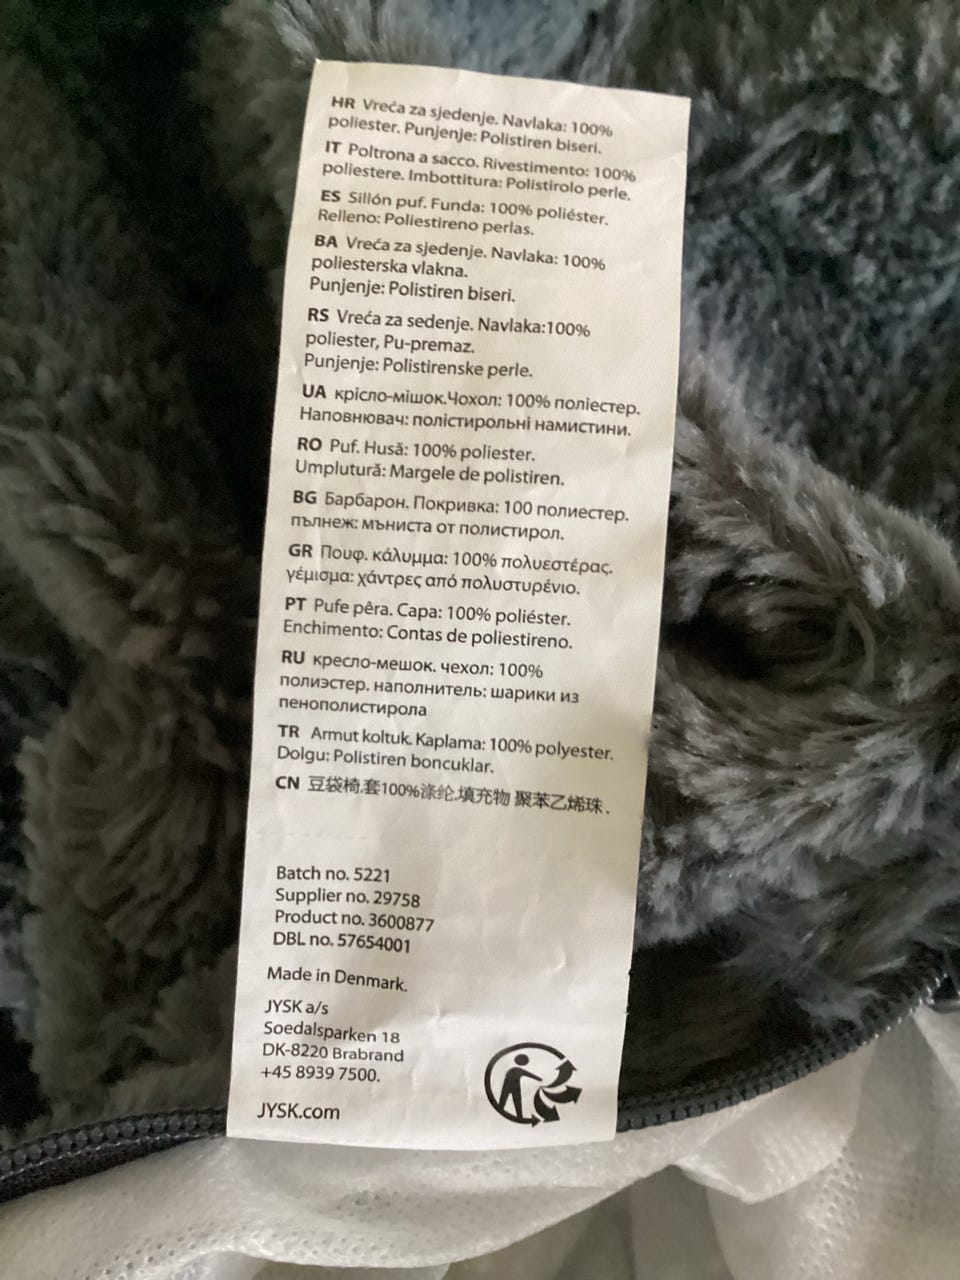 HR Vreća za sjedenje. Navlaka: 100%
poliester. Punjenje: Polistiren biseri.
IT Poltrona a sacco. Rivestimento: 100%
poliestere. Imbottitura: Polistirolo perle.
ES Sillón puf. Funda: 100% poliéster.
Relleno: Poliestireno perlas.
BA Vreća za sjedenje. Navlaka: 100%
poliesterska vlakna.
Punjenje: Polistiren biseri.
RS Vreća za sedenje. Navlaka:100%
poliester, Pu-premaz.
Punjenje: Polistirenske perle.
UA крісло-мішок.Чохол: 100% поліестер.
Наповнювач: полістирольні намистини.
RO Puf. Husă: 100% poliester.
Umplutură: Margele de polistiren.
BG Барбарон. Покривка: 100 полиестер.
пълнеж: мъниста от полистирол.
GR Πουφ. κάλυμμα: 100% πολυεστέρας.
γέμισμα: χάντρες από πολυστυρένιο.
PT Pufe pêra. Capa: 100% poliéster.
Enchimento: Contas de poliestireno.
RU кресло-мешок. чехол: 100%
полиэстер. наполнитель: шарики из
пенополистирола
TR Armut koltuk. Kaplama: 100% polyester.
Dolgu: Polistiren boncuklar.
CN 豆袋椅.套100%涤纶.填充物 聚苯乙烯珠.
Batch no. 5221
Supplier no. 29758
Product no. 3600877
DBL no. 57654001
Made in Denmark.
JYSK a/s
Soedalsparken 18
DK-8220 Brabrand
+45 8939 7500.
JYSK.com